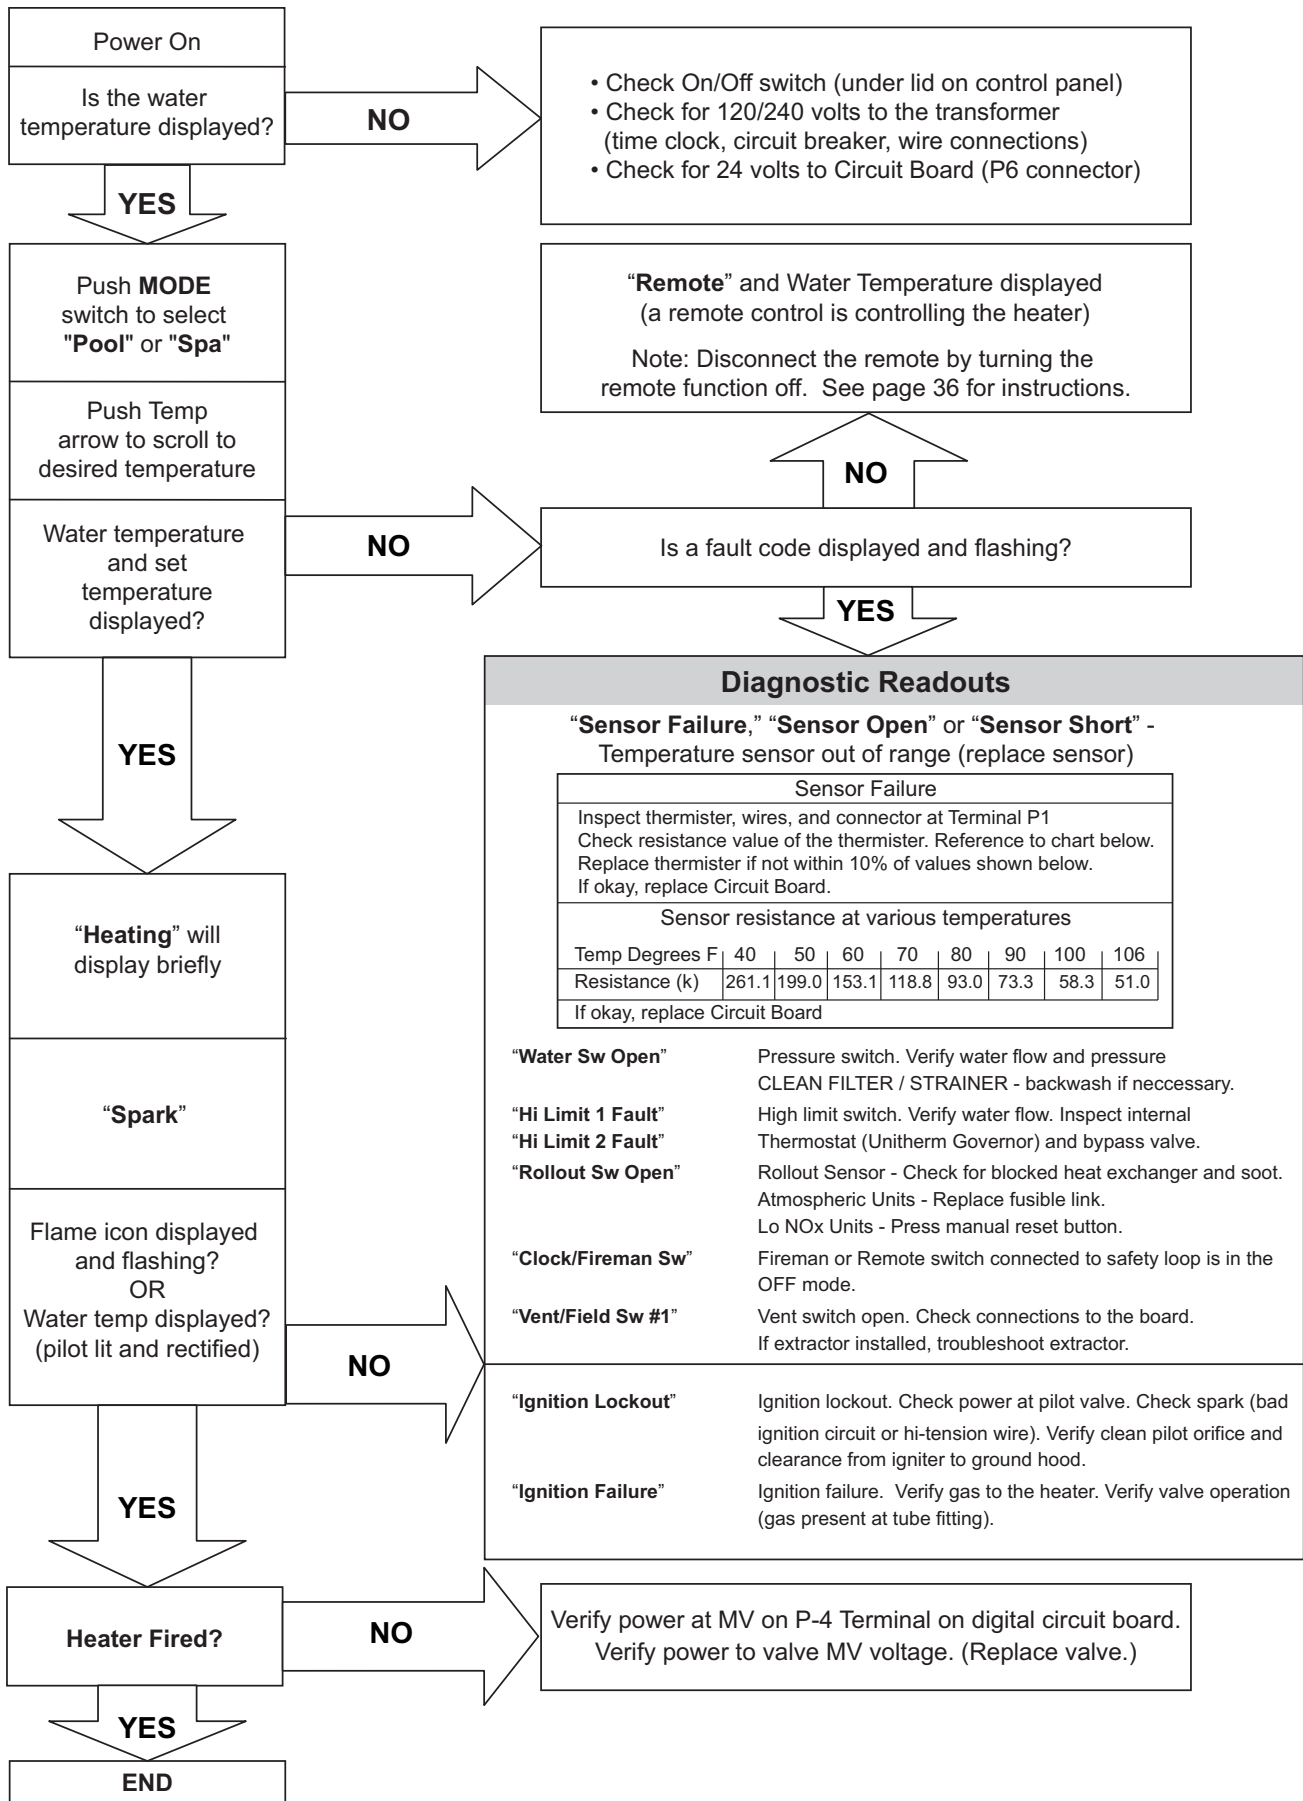 Power On
Is the water
temperature displayed?
NO
• Check On/Off switch (under lid on control panel)
• Check for 120/240 volts to the transformer
(time clock, circuit breaker, wire connections)
• Check for 24 volts to Circuit Board (P6 connector)
YES
Push MODE
switch to select
"Pool" or "Spa"
Push Temp
arrow to scroll to
desired temperature
Water temperature
and set
temperature
displayed?
NO
Is a fault code displayed and flashing?
NO
“Remote” and Water Temperature displayed
(a remote control is controlling the heater)
Note: Disconnect the remote by turning the
remote function off. See page 36 for instructions.
YES
Diagnostic Readouts
“Sensor Failure,” “Sensor Open” or “Sensor Short” -
Temperature sensor out of range (replace sensor)
Sensor Failure
Inspect thermister, wires, and connector at Terminal P1
Check resistance value of the thermister. Reference to chart below.
Replace thermister if not within 10% of values shown below.
If okay, replace Circuit Board.
Sensor resistance at various temperatures
Temp Degrees F 40 50 60 70 80 90 100 106
Resistance (k) 261.1 199.0 153.1 118.8 93.0 73.3 58.3 51.0
If okay, replace Circuit Board
“Water Sw Open” Pressure switch. Verify water flow and pressure
CLEAN FILTER / STRAINER - backwash if neccessary.
“Hi Limit 1 Fault” High limit switch. Verify water flow. Inspect internal
“Hi Limit 2 Fault” Thermostat (Unitherm Governor) and bypass valve.
“Rollout Sw Open” Rollout Sensor - Check for blocked heat exchanger and soot.
Atmospheric Units - Replace fusible link.
Lo NOx Units - Press manual reset button.
“Clock/Fireman Sw” Fireman or Remote switch connected to safety loop is in the
OFF mode.
“Vent/Field Sw #1” Vent switch open. Check connections to the board.
If extractor installed, troubleshoot extractor.
“Ignition Lockout” Ignition lockout. Check power at pilot valve. Check spark (bad
ignition circuit or hi-tension wire). Verify clean pilot orifice and
clearance from igniter to ground hood.
“Ignition Failure” Ignition failure. Verify gas to the heater. Verify valve operation
(gas present at tube fitting).
YES
“Heating” will
display briefly
“Spark”
Flame icon displayed
and flashing?
OR
Water temp displayed?
(pilot lit and rectified)
NO
YES
Heater Fired?
NO
Verify power at MV on P-4 Terminal on digital circuit board.
Verify power to valve MV voltage. (Replace valve.)
YES
END